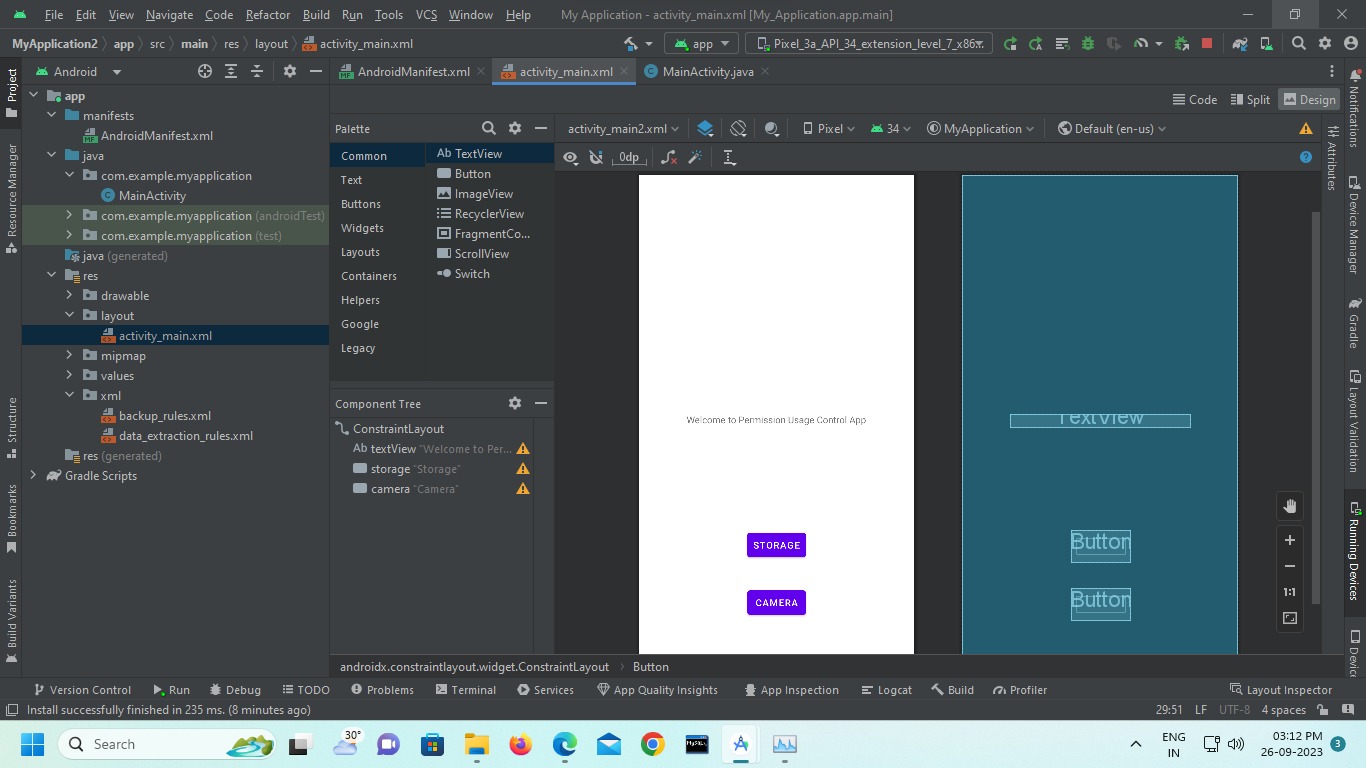 File Edit View Navigate Code Refactor Build Run Tools VCS Window Help My Application - activity_main.xml [My_Application.app.main]
MyApplication2 app src main res layout activity_main.xml app Pixel_3a_API_34_extension_level_7_x86...
Project
Resource Manager
Structure
Bookmarks
Build Variants
Android
app
manifests
AndroidManifest.xml
java
com.example.myapplication
MainActivity
com.example.myapplication (androidTest)
com.example.myapplication (test)
java (generated)
res
drawable
layout
activity_main.xml
mipmap
values
xml
backup_rules.xml
data_extraction_rules.xml
res (generated)
Gradle Scripts
AndroidManifest.xml activity_main.xml MainActivity.java
Code Split Design
Palette
Common
Text
Buttons
Widgets
Layouts
Containers
Helpers
Google
Legacy
Ab TextView
Button
ImageView
RecyclerView
FragmentCo...
ScrollView
Switch
Component Tree
ConstraintLayout
Ab textView "Welcome to Per...
storage "Storage"
camera "Camera"
activity_main2.xml Pixel 34 MyApplication Default (en-us)
0dp
Welcome to Permission Usage Control App
STORAGE
CAMERA
TextView
Button
Button
1:1
Attributes
Notifications
Device Manager
Gradle
Layout Validation
Running Devices
androidx.constraintlayout.widget.ConstraintLayout Button
Version Control Run Debug TODO Problems Terminal Services App Quality Insights App Inspection Logcat Build Profiler Layout Inspector
Install successfully finished in 235 ms. (8 minutes ago) 29:51 LF UTF-8 4 spaces
Search
30°
MySQL
ENG
IN
03:12 PM
26-09-2023
3